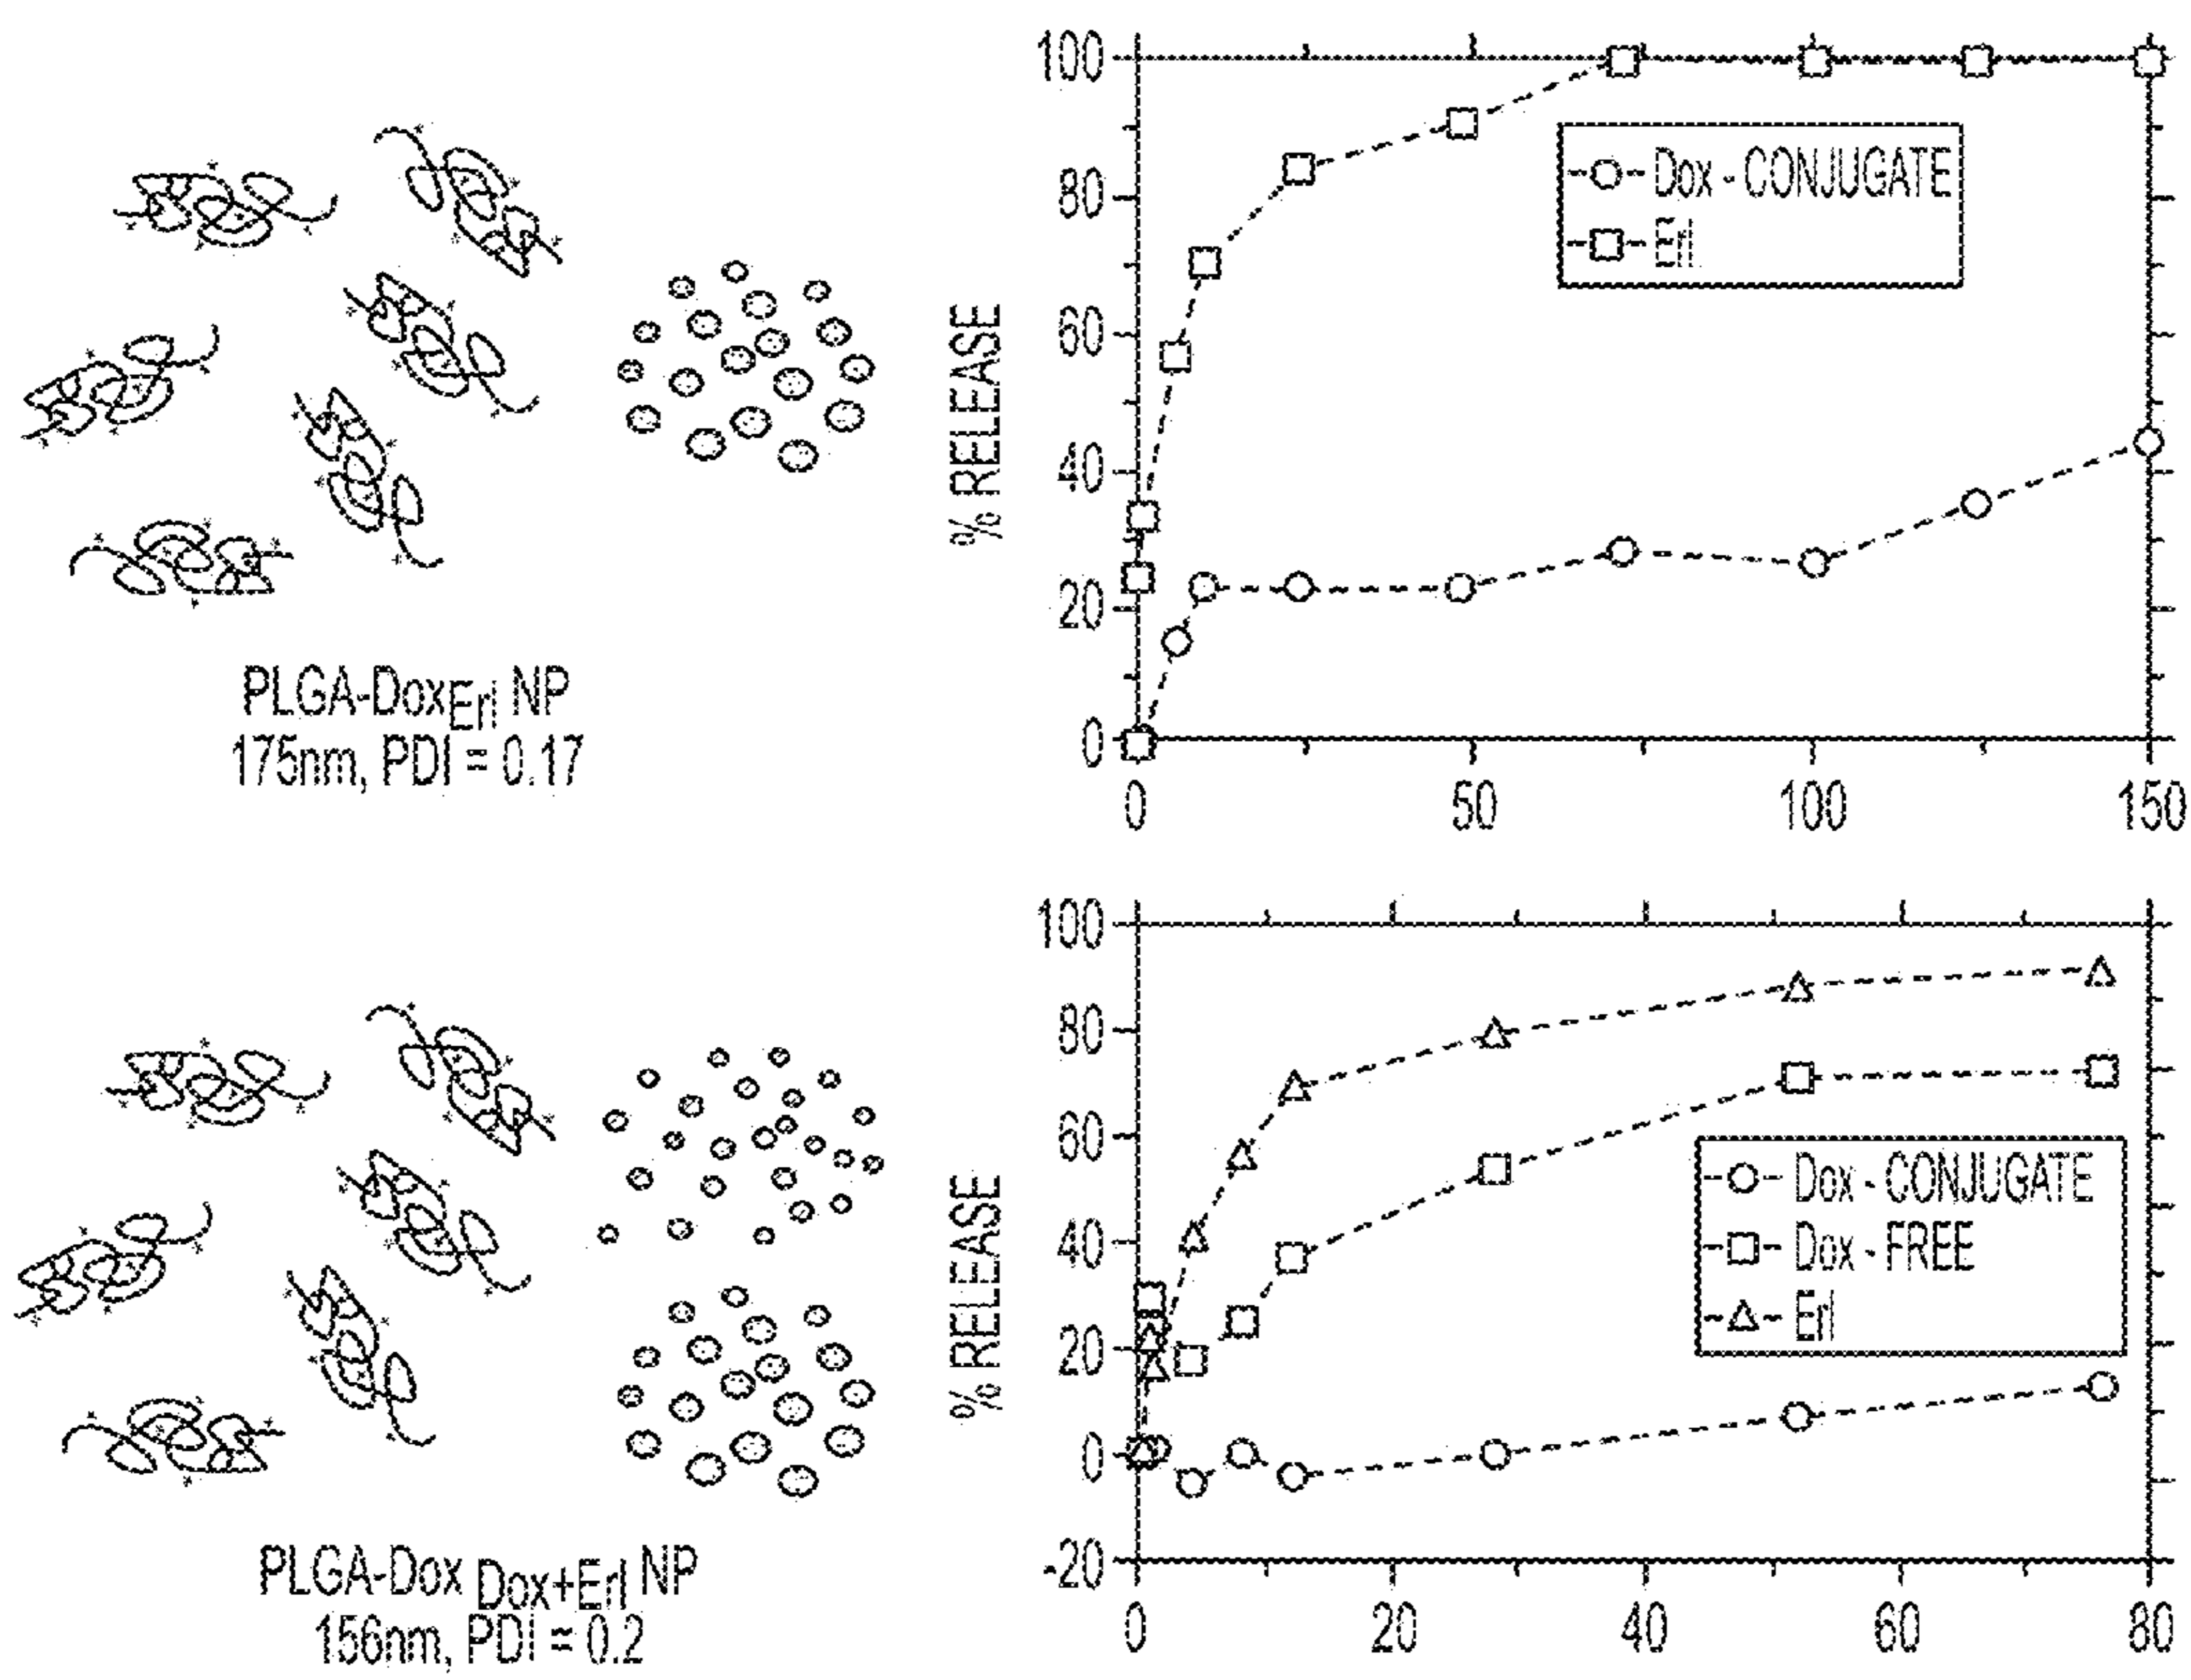 PLGA-DoxErl NP
175nm, PDI = 0.17
% RELEASE
100
80
60
40
20
0
0 50 100 150
Dox - CONJUGATE
Erl
PLGA-Dox Dox+Erl NP
156nm, PDI = 0.2
% RELEASE
100
80
60
40
20
0
-20
0 20 40 60 80
Dox - CONJUGATE
Dox - FREE
Erl